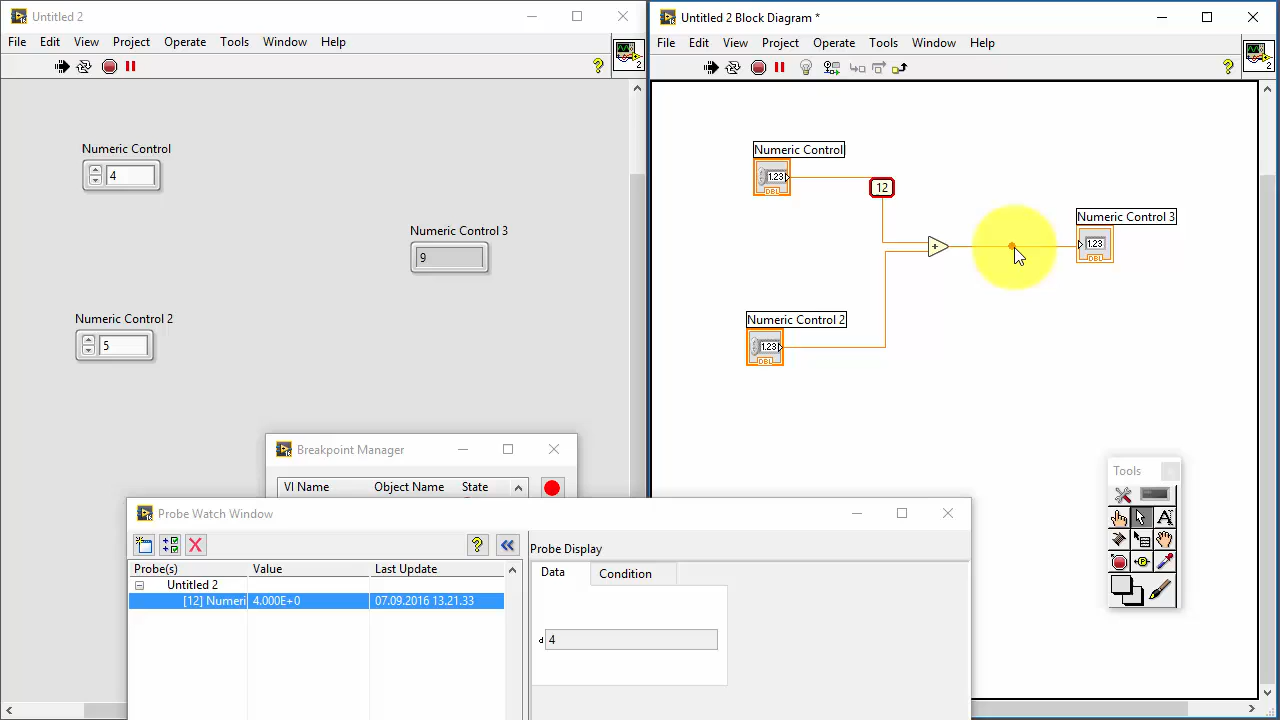 Untitled 2
File Edit View Project Operate Tools Window Help
2
Numeric Control
4
Numeric Control 3
9
Numeric Control 2
5
Untitled 2 Block Diagram *
File Edit View Project Operate Tools Window Help
2
Numeric Control
1.23
DBL
12
Numeric Control 3
1.23
DBL
+
Numeric Control 2
1.23
DBL
Breakpoint Manager
VI Name Object Name State
Probe Watch Window
Probe(s) Value Last Update
Untitled 2
[12] Numeri 4.000E+0 07.09.2016 13.21.33
Probe Display
Data Condition
d 4
Tools
A
P